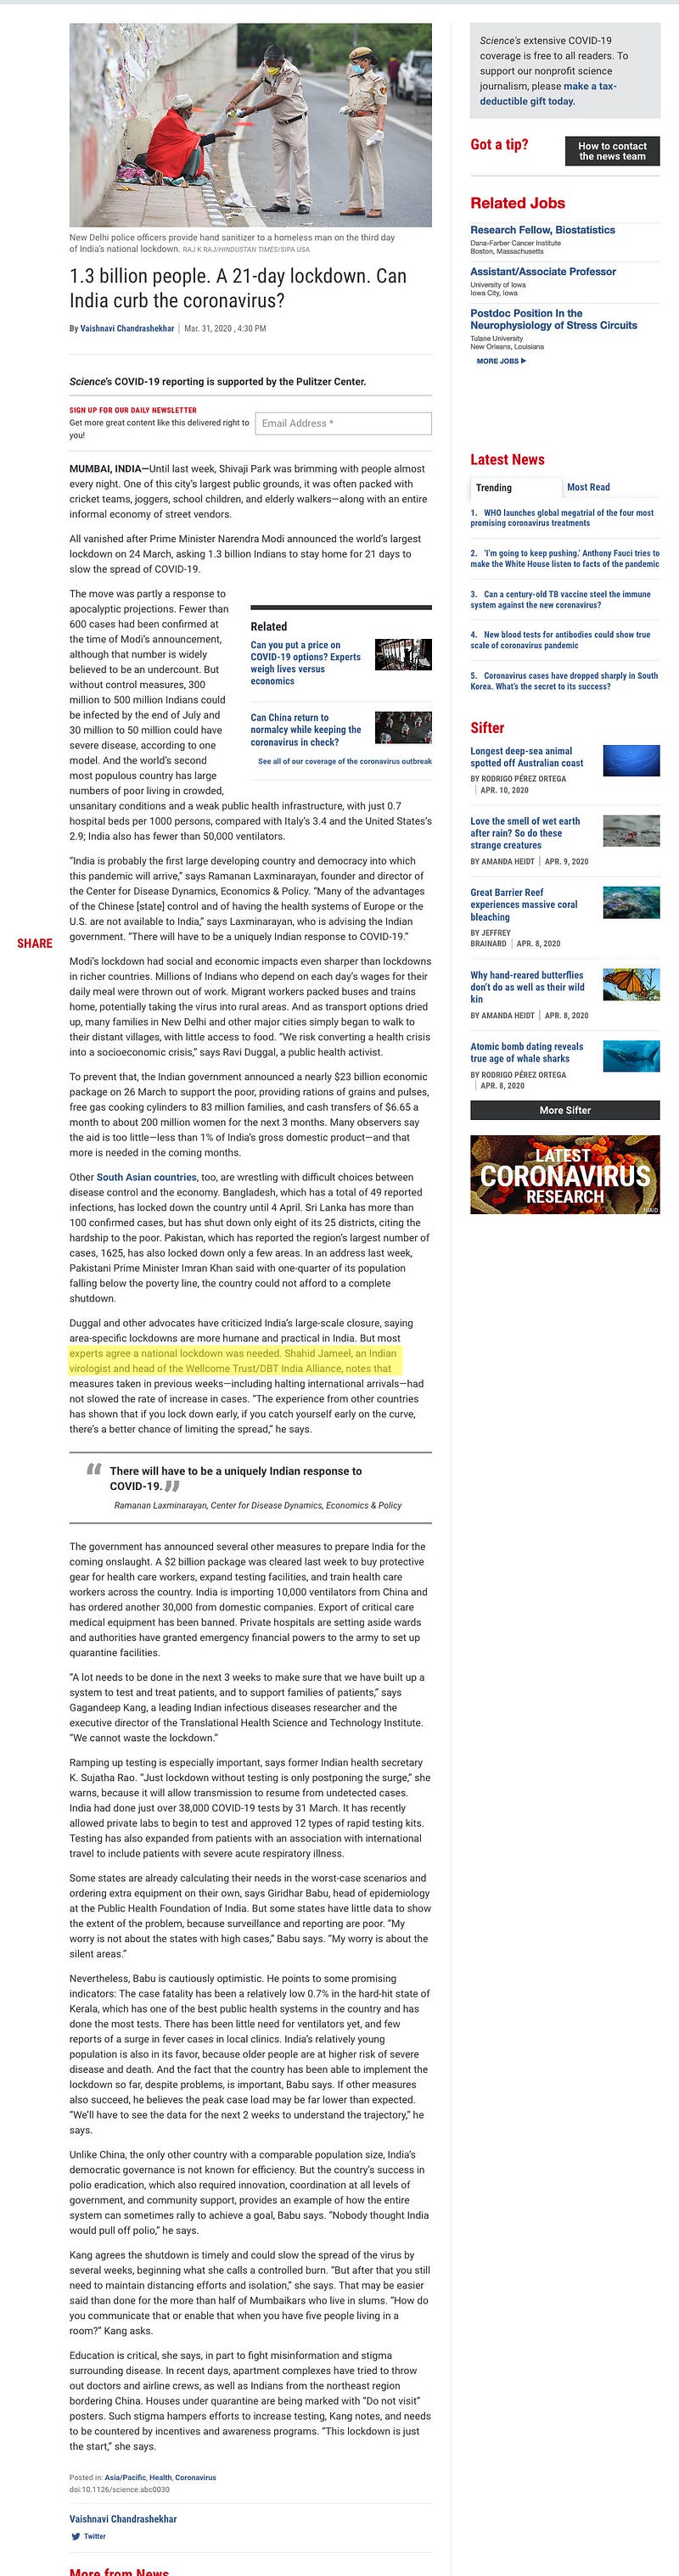 New Delhi police officers provide hand sanitizer to a homeless man on the third day
of India's national lockdown. RAJ K RAJ/HINDUSTAN TIMES/SIPA USA
1.3 billion people. A 21-day lockdown. Can
India curb the coronavirus?
By Vaishnavi Chandrashekhar | Mar. 31, 2020 , 4:30 PM
Science's COVID-19 reporting is supported by the Pulitzer Center.
SIGN UP FOR OUR DAILY NEWSLETTER
Get more great content like this delivered right to
you!
Email Address *
MUMBAI, INDIA—Until last week, Shivaji Park was brimming with people almost
every night. One of this city's largest public grounds, it was often packed with
cricket teams, joggers, school children, and elderly walkers—along with an entire
informal economy of street vendors.
All vanished after Prime Minister Narendra Modi announced the world's largest
lockdown on 24 March, asking 1.3 billion Indians to stay home for 21 days to
slow the spread of COVID-19.
The move was partly a response to
apocalyptic projections. Fewer than
600 cases had been confirmed at
the time of Modi's announcement,
although that number is widely
believed to be an undercount. But
without control measures, 300
million to 500 million Indians could
be infected by the end of July and
30 million to 50 million could have
severe disease, according to one
model. And the world's second
most populous country has large
numbers of poor living in crowded,
unsanitary conditions and a weak public health infrastructure, with just 0.7
hospital beds per 1000 persons, compared with Italy's 3.4 and the United States's
2.9; India also has fewer than 50,000 ventilators.
Related
Can you put a price on
COVID-19 options? Experts
weigh lives versus
economics
Can China return to
normalcy while keeping the
coronavirus in check?
See all of our coverage of the coronavirus outbreak
"India is probably the first large developing country and democracy into which
this pandemic will arrive," says Ramanan Laxminarayan, founder and director of
the Center for Disease Dynamics, Economics & Policy. "Many of the advantages
of the Chinese [state] control and of having the health systems of Europe or the
U.S. are not available to India," says Laxminarayan, who is advising the Indian
government. "There will have to be a uniquely Indian response to COVID-19."
SHARE
Modi's lockdown had social and economic impacts even sharper than lockdowns
in richer countries. Millions of Indians who depend on each day's wages for their
daily meal were thrown out of work. Migrant workers packed buses and trains
home, potentially taking the virus into rural areas. And as transport options dried
up, many families in New Delhi and other major cities simply began to walk to
their distant villages, with little access to food. "We risk converting a health crisis
into a socioeconomic crisis," says Ravi Duggal, a public health activist.
To prevent that, the Indian government announced a nearly $23 billion economic
package on 26 March to support the poor, providing rations of grains and pulses,
free gas cooking cylinders to 83 million families, and cash transfers of $6.65 a
month to about 200 million women for the next 3 months. Many observers say
the aid is too little—less than 1% of India's gross domestic product—and that
more is needed in the coming months.
Other South Asian countries, too, are wrestling with difficult choices between
disease control and the economy. Bangladesh, which has a total of 49 reported
infections, has locked down the country until 4 April. Sri Lanka has more than
100 confirmed cases, but has shut down only eight of its 25 districts, citing the
hardship to the poor. Pakistan, which has reported the region's largest number of
cases, 1625, has also locked down only a few areas. In an address last week,
Pakistani Prime Minister Imran Khan said with one-quarter of its population
falling below the poverty line, the country could not afford to a complete
shutdown.
Duggal and other advocates have criticized India's large-scale closure, saying
area-specific lockdowns are more humane and practical in India. But most
experts agree a national lockdown was needed. Shahid Jameel, an Indian
virologist and head of the Wellcome Trust/DBT India Alliance, notes that
measures taken in previous weeks—including halting international arrivals—had
not slowed the rate of increase in cases. "The experience from other countries
has shown that if you lock down early, if you catch yourself early on the curve,
there's a better chance of limiting the spread," he says.
“ There will have to be a uniquely Indian response to
COVID-19. ”
Ramanan Laxminarayan, Center for Disease Dynamics, Economics & Policy
The government has announced several other measures to prepare India for the
coming onslaught. A $2 billion package was cleared last week to buy protective
gear for health care workers, expand testing facilities, and train health care
workers across the country. India is importing 10,000 ventilators from China and
has ordered another 30,000 from domestic companies. Export of critical care
medical equipment has been banned. Private hospitals are setting aside wards
and authorities have granted emergency financial powers to the army to set up
quarantine facilities.
"A lot needs to be done in the next 3 weeks to make sure that we have built up a
system to test and treat patients, and to support families of patients," says
Gagandeep Kang, a leading Indian infectious diseases researcher and the
executive director of the Translational Health Science and Technology Institute.
"We cannot waste the lockdown."
Ramping up testing is especially important, says former Indian health secretary
K. Sujatha Rao. "Just lockdown without testing is only postponing the surge," she
warns, because it will allow transmission to resume from undetected cases.
India had done just over 38,000 COVID-19 tests by 31 March. It has recently
allowed private labs to begin to test and approved 12 types of rapid testing kits.
Testing has also expanded from patients with an association with international
travel to include patients with severe acute respiratory illness.
Some states are already calculating their needs in the worst-case scenarios and
ordering extra equipment on their own, says Giridhar Babu, head of epidemiology
at the Public Health Foundation of India. But some states have little data to show
the extent of the problem, because surveillance and reporting are poor. "My
worry is not about the states with high cases," Babu says. "My worry is about the
silent areas."
Nevertheless, Babu is cautiously optimistic. He points to some promising
indicators: The case fatality has been a relatively low 0.7% in the hard-hit state of
Kerala, which has one of the best public health systems in the country and has
done the most tests. There has been little need for ventilators yet, and few
reports of a surge in fever cases in local clinics. India's relatively young
population is also in its favor, because older people are at higher risk of severe
disease and death. And the fact that the country has been able to implement the
lockdown so far, despite problems, is important, Babu says. If other measures
also succeed, he believes the peak case load may be far lower than expected.
"We'll have to see the data for the next 2 weeks to understand the trajectory," he
says.
Unlike China, the only other country with a comparable population size, India's
democratic governance is not known for efficiency. But the country's success in
polio eradication, which also required innovation, coordination at all levels of
government, and community support, provides an example of how the entire
system can sometimes rally to achieve a goal, Babu says. "Nobody thought India
would pull off polio," he says.
Kang agrees the shutdown is timely and could slow the spread of the virus by
several weeks, beginning what she calls a controlled burn. "But after that you still
need to maintain distancing efforts and isolation," she says. That may be easier
said than done for the more than half of Mumbaikars who live in slums. "How do
you communicate that or enable that when you have five people living in a
room?" Kang asks.
Education is critical, she says, in part to fight misinformation and stigma
surrounding disease. In recent days, apartment complexes have tried to throw
out doctors and airline crews, as well as Indians from the northeast region
bordering China. Houses under quarantine are being marked with "Do not visit"
posters. Such stigma hampers efforts to increase testing, Kang notes, and needs
to be countered by incentives and awareness programs. "This lockdown is just
the start," she says.
Posted in: Asia/Pacific, Health, Coronavirus
doi:10.1126/science.abc0030
Vaishnavi Chandrashekhar
Twitter
More from News
Science's extensive COVID-19
coverage is free to all readers. To
support our nonprofit science
journalism, please make a tax-
deductible gift today.
Got a tip?
How to contact
the news team
Related Jobs
Research Fellow, Biostatistics
Dana-Farber Cancer Institute
Boston, Massachusetts
Assistant/Associate Professor
University of Iowa
Iowa City, Iowa
Postdoc Position In the
Neurophysiology of Stress Circuits
Tulane University
New Orleans, Louisiana
MORE JOBS ▶
Latest News
Trending
Most Read
1. WHO launches global megatrial of the four most
promising coronavirus treatments
2. 'I'm going to keep pushing.' Anthony Fauci tries to
make the White House listen to facts of the pandemic
3. Can a century-old TB vaccine steel the immune
system against the new coronavirus?
4. New blood tests for antibodies could show true
scale of coronavirus pandemic
5. Coronavirus cases have dropped sharply in South
Korea. What's the secret to its success?
Sifter
Longest deep-sea animal
spotted off Australian coast
BY RODRIGO PÉREZ ORTEGA
| APR. 10, 2020
Love the smell of wet earth
after rain? So do these
strange creatures
BY AMANDA HEIDT | APR. 9, 2020
Great Barrier Reef
experiences massive coral
bleaching
BY JEFFREY
BRAINARD | APR. 8, 2020
Why hand-reared butterflies
don't do as well as their wild
kin
BY AMANDA HEIDT | APR. 8, 2020
Atomic bomb dating reveals
true age of whale sharks
BY RODRIGO PÉREZ ORTEGA
| APR. 8, 2020
More Sifter
LATEST
CORONAVIRUS
RESEARCH
NIAID